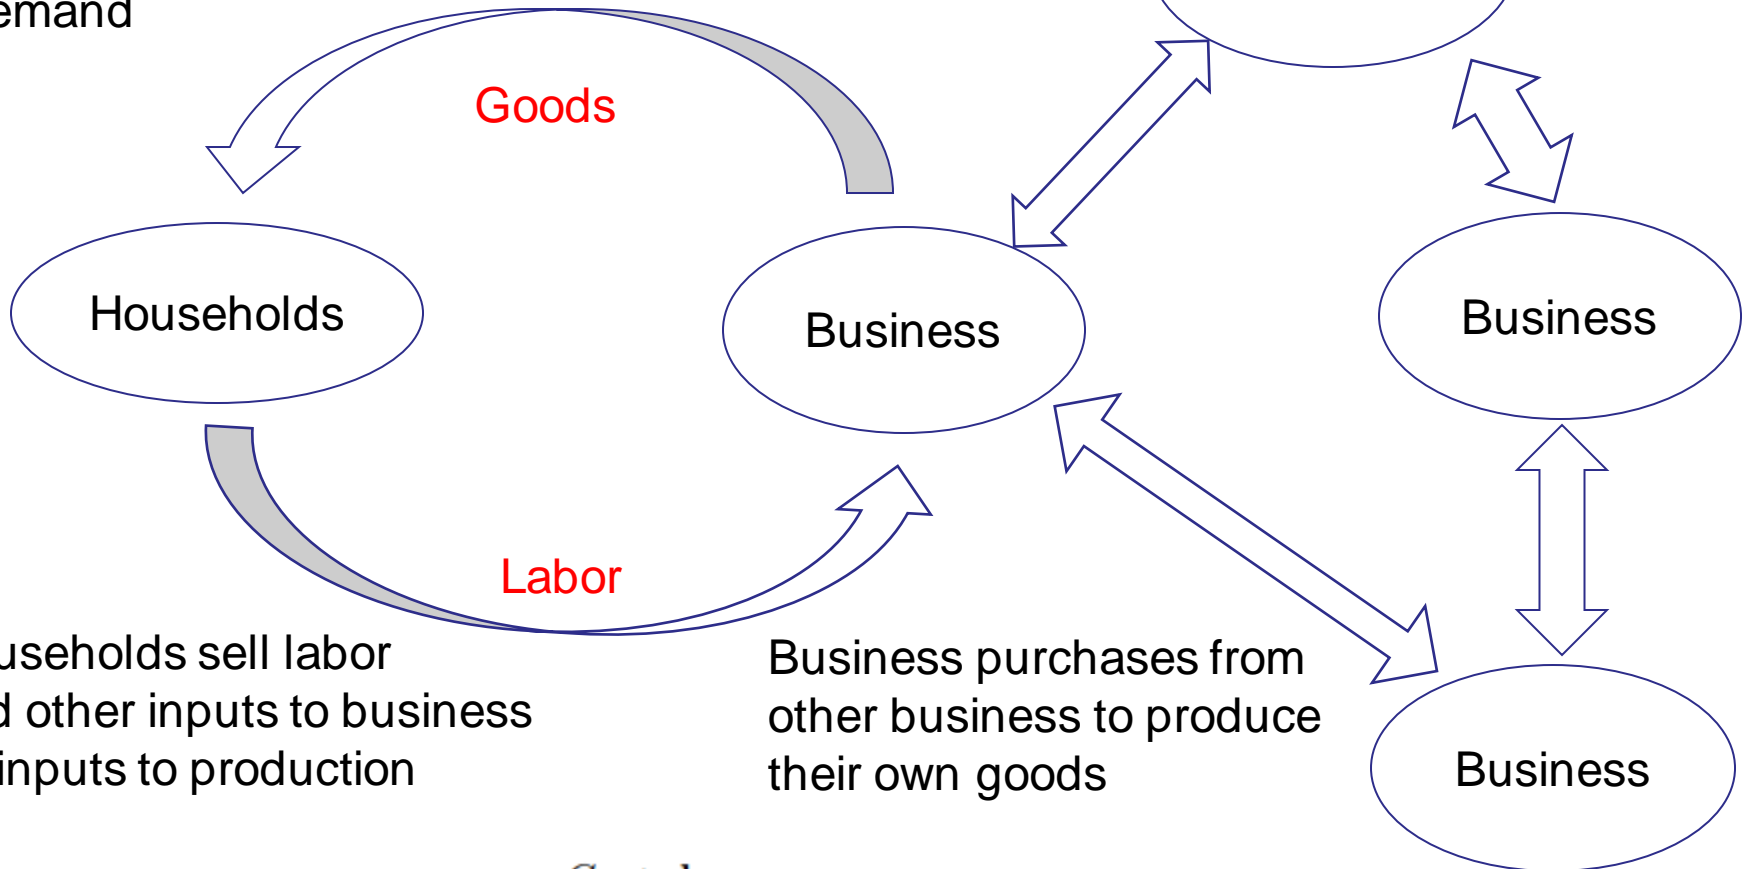 emand
Goods
Households
Business
Business
Labor
useholds sell labor
d other inputs to business
inputs to production
Business purchases from
other business to produce
their own goods
Business